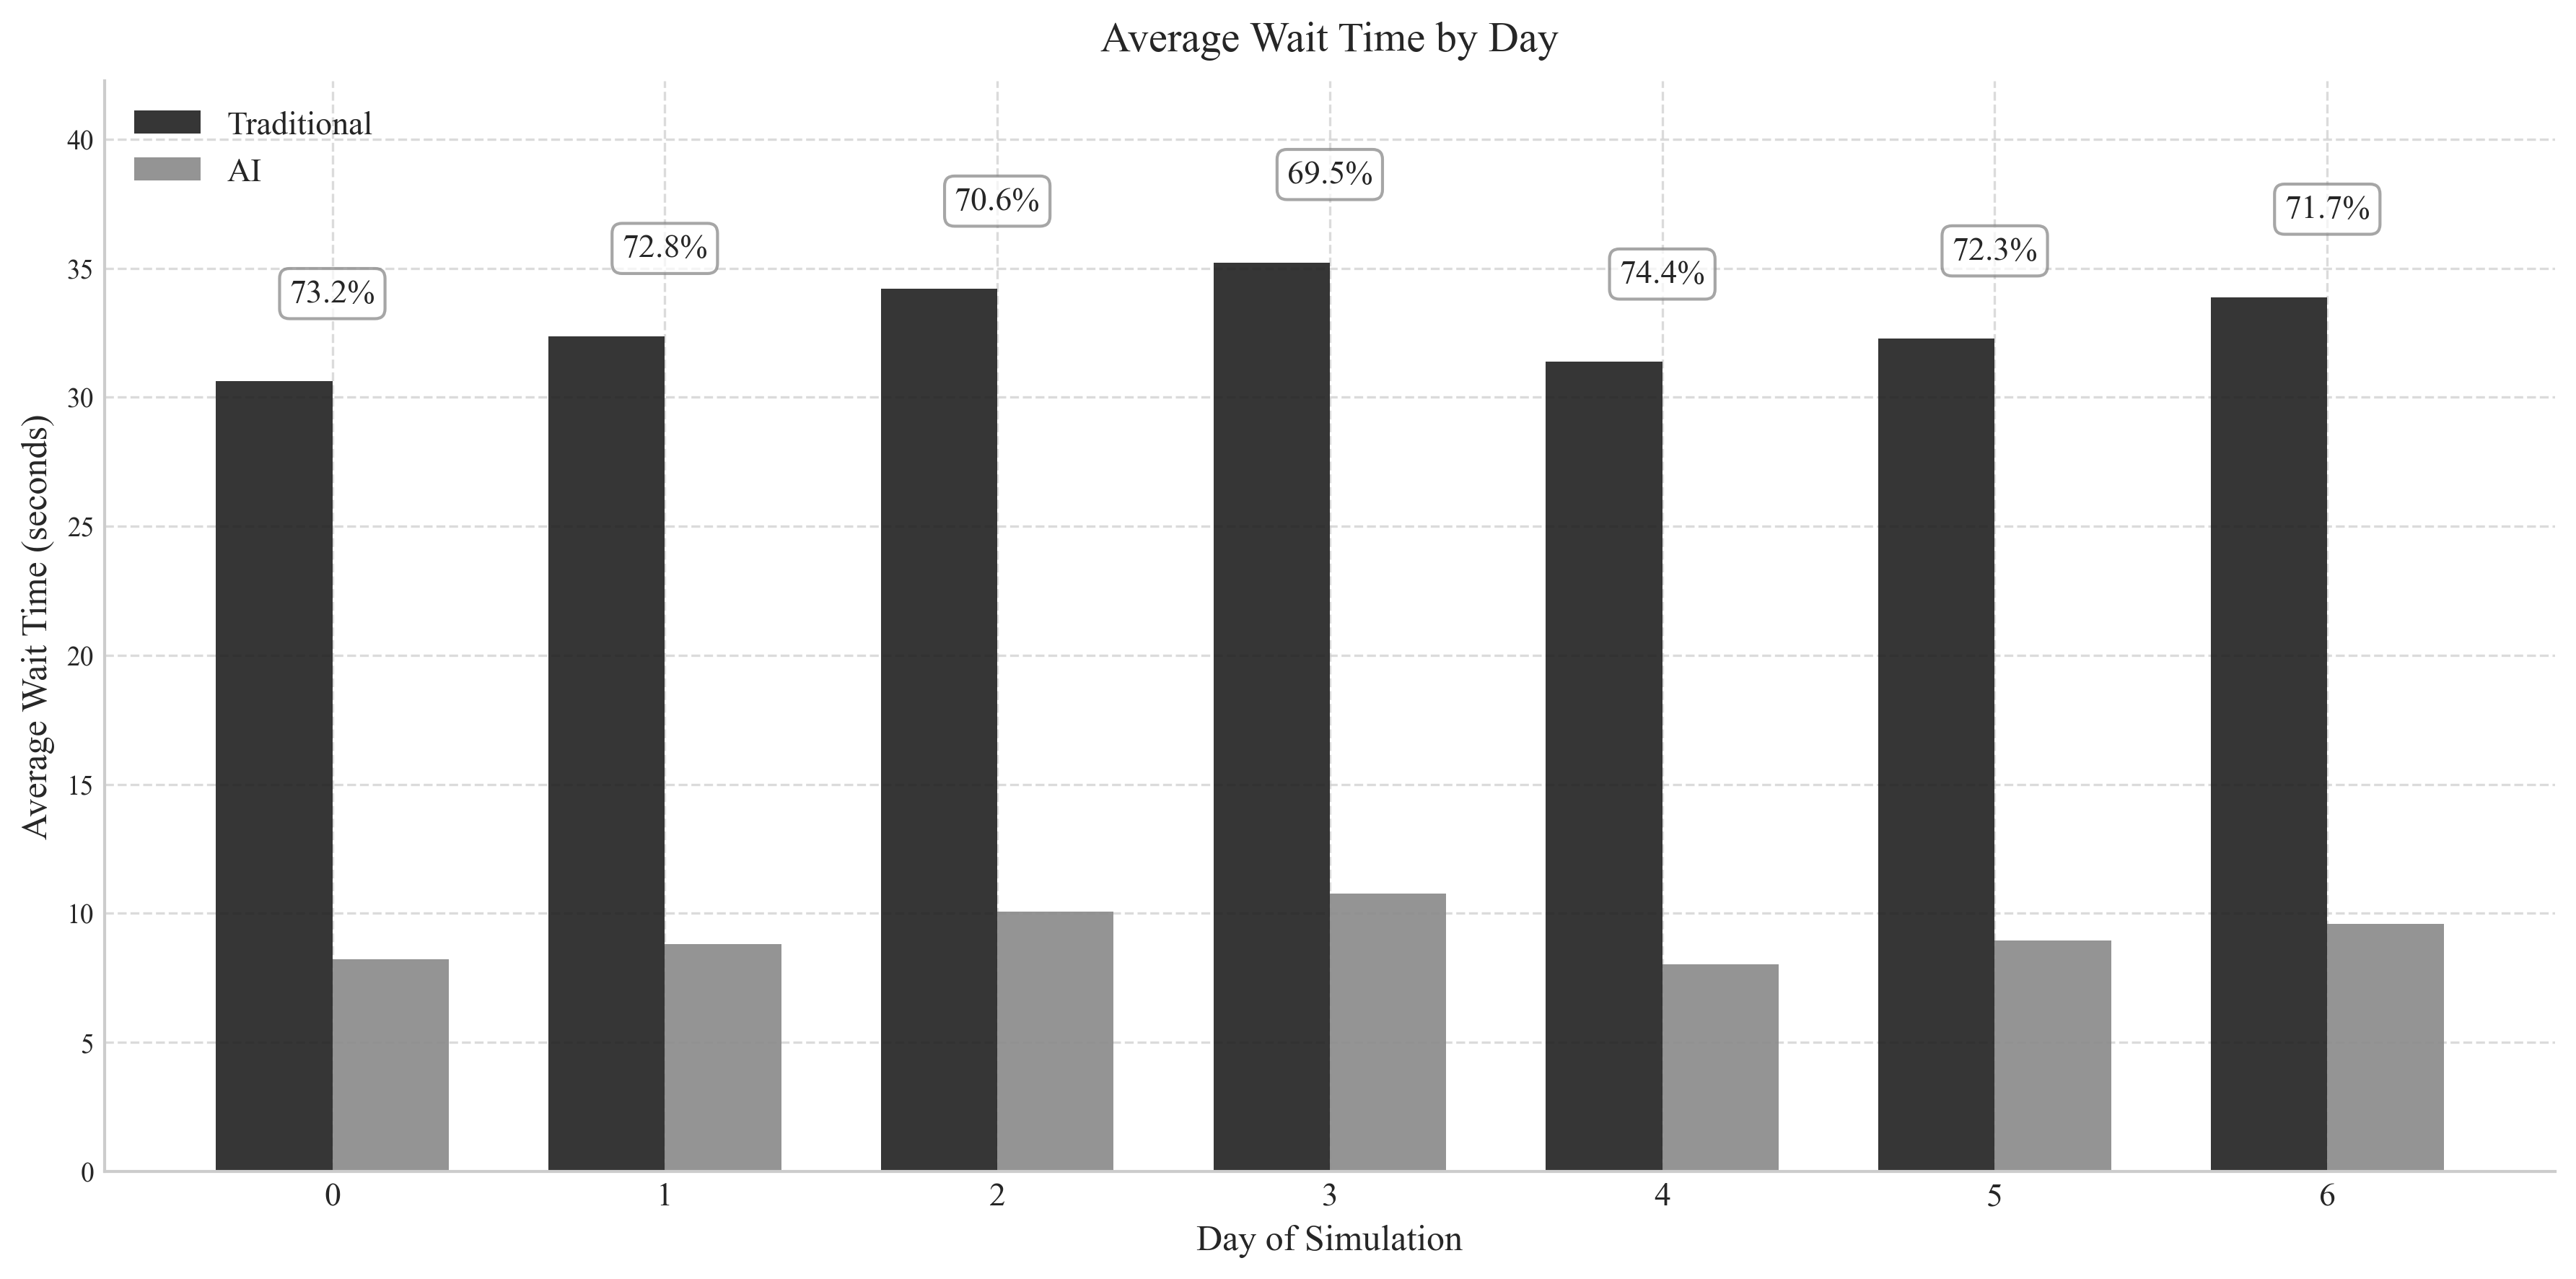 Average Wait Time by Day
Traditional
AI
40
35
30
25
20
15
10
5
0
Average Wait Time (seconds)
73.2%
72.8%
70.6%
69.5%
74.4%
72.3%
71.7%
0 1 2 3 4 5 6
Day of Simulation